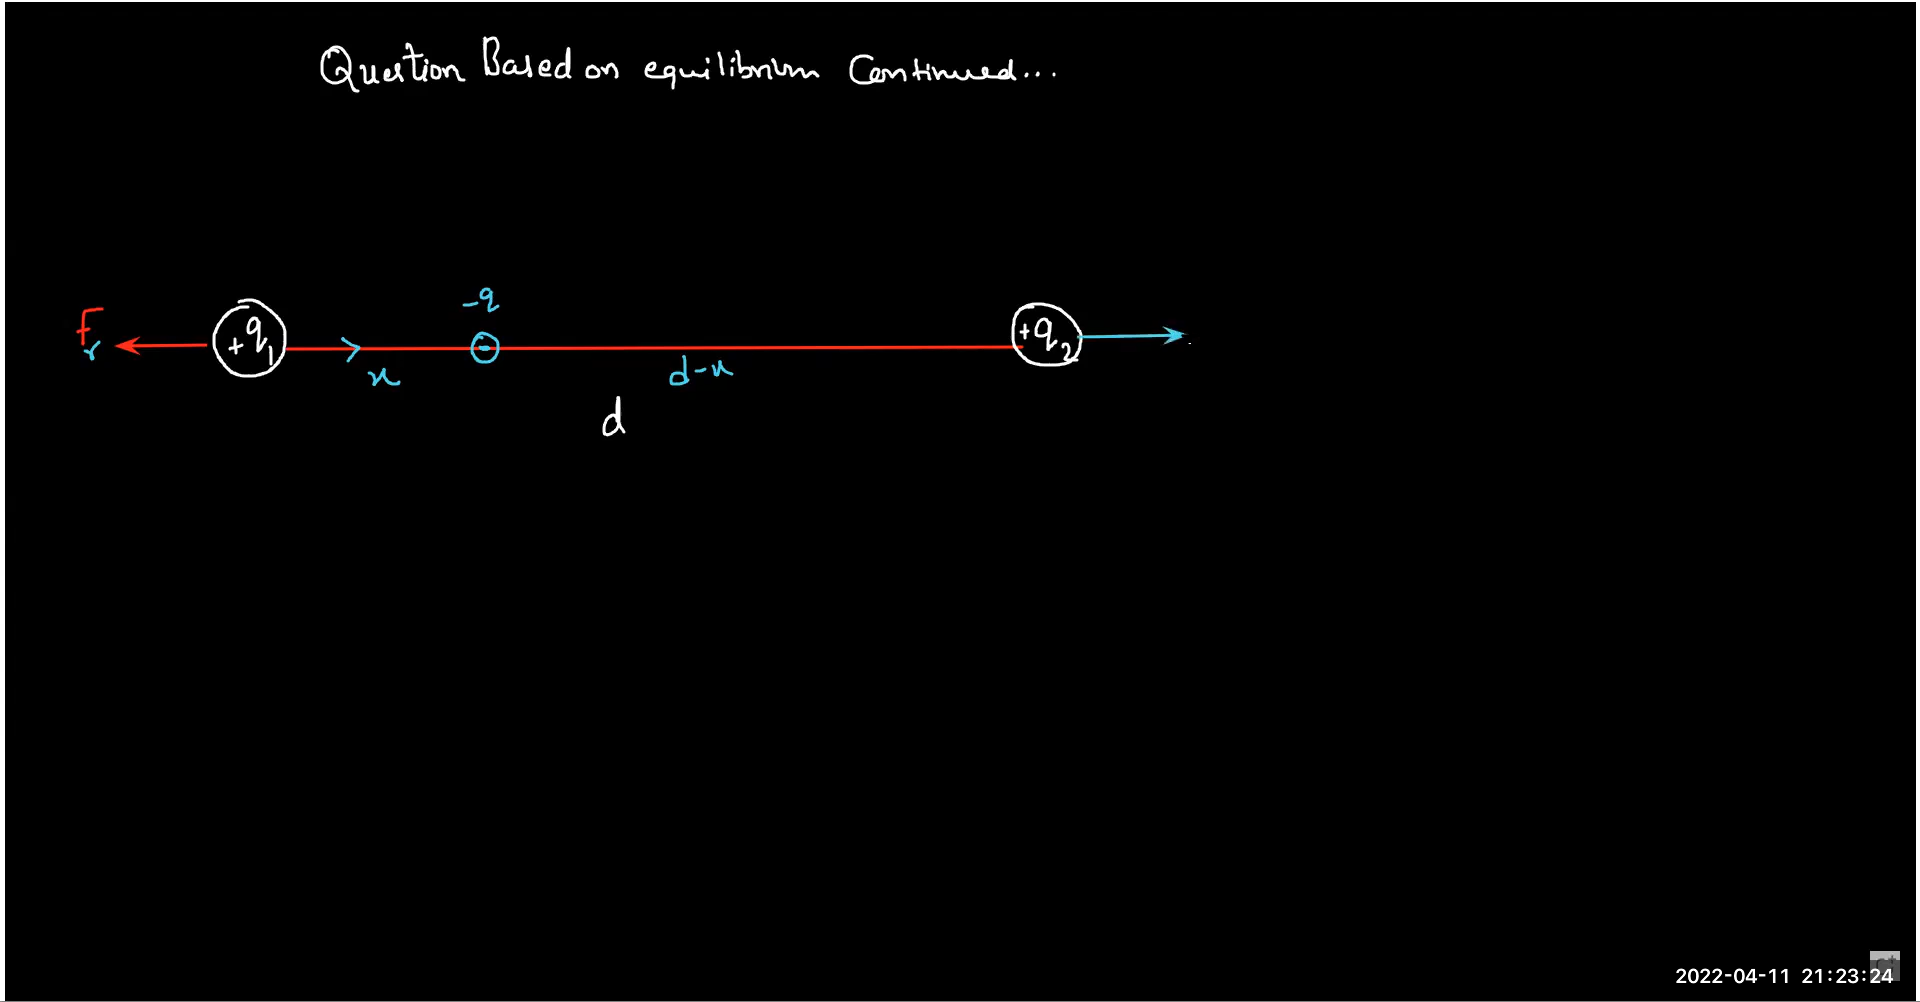 Question Based on equilibrium Continued...
-q
Fr +q1 +q2
x d-x
d
2022-04-11 21:23:24